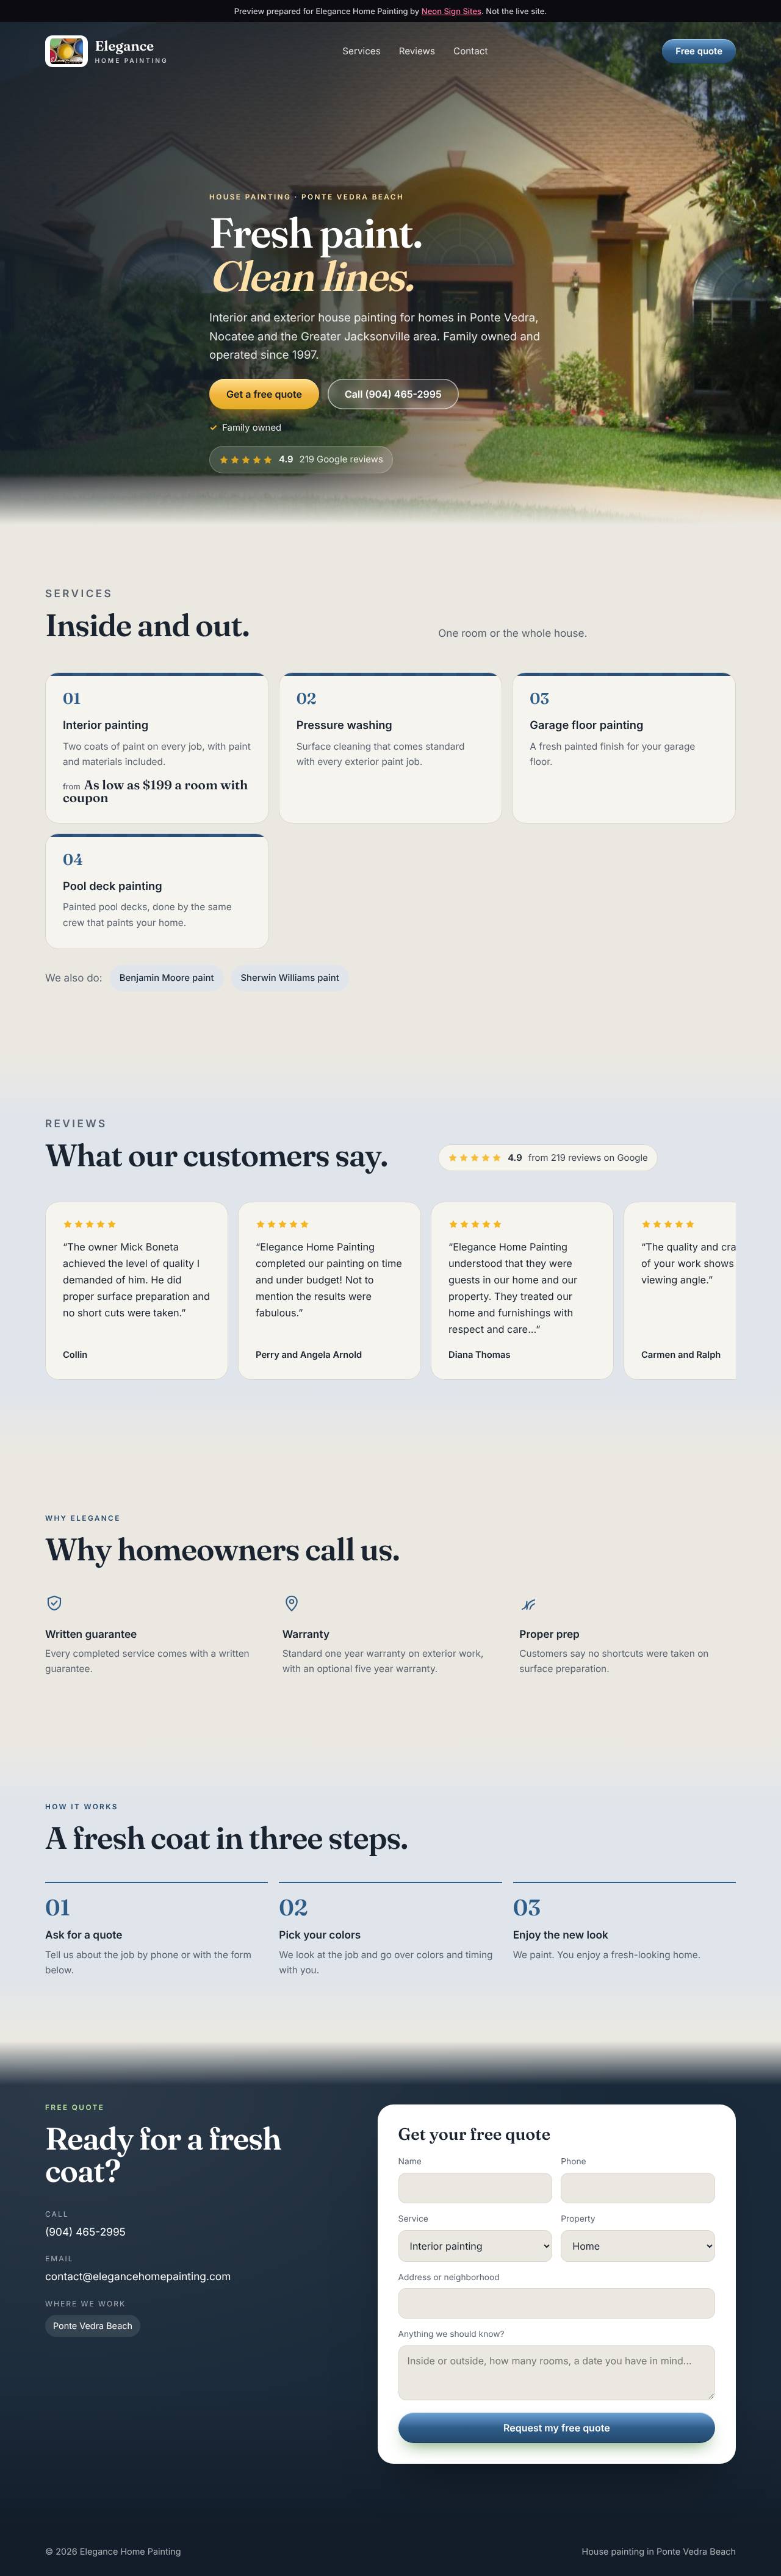 Preview prepared for Elegance Home Painting by Neon Sign Sites. Not the live site.
Elegance
HOME PAINTING
Services
Reviews
Contact
Free quote
HOUSE PAINTING · PONTE VEDRA BEACH
Fresh paint.
Clean lines.
Interior and exterior house painting for homes in Ponte Vedra,
Nocatee and the Greater Jacksonville area. Family owned and
operated since 1997.
Get a free quote
Call (904) 465-2995
✓ Family owned
★★★★★ 4.9 219 Google reviews
SERVICES
Inside and out.
One room or the whole house.
01
Interior painting
Two coats of paint on every job, with paint
and materials included.
from As low as $199 a room with
coupon
02
Pressure washing
Surface cleaning that comes standard
with every exterior paint job.
03
Garage floor painting
A fresh painted finish for your garage
floor.
04
Pool deck painting
Painted pool decks, done by the same
crew that paints your home.
We also do:
Benjamin Moore paint
Sherwin Williams paint
REVIEWS
What our customers say.
★★★★★ 4.9 from 219 reviews on Google
★★★★★
“The owner Mick Boneta
achieved the level of quality I
demanded of him. He did
proper surface preparation and
no short cuts were taken.”
Collin
★★★★★
“Elegance Home Painting
completed our painting on time
and under budget! Not to
mention the results were
fabulous.”
Perry and Angela Arnold
★★★★★
“Elegance Home Painting
understood that they were
guests in our home and our
property. They treated our
home and furnishings with
respect and care…”
Diana Thomas
★★★★★
“The quality and cra
of your work shows
viewing angle.”
Carmen and Ralph
WHY ELEGANCE
Why homeowners call us.
Written guarantee
Every completed service comes with a written
guarantee.
Warranty
Standard one year warranty on exterior work,
with an optional five year warranty.
Proper prep
Customers say no shortcuts were taken on
surface preparation.
HOW IT WORKS
A fresh coat in three steps.
01
Ask for a quote
Tell us about the job by phone or with the form
below.
02
Pick your colors
We look at the job and go over colors and timing
with you.
03
Enjoy the new look
We paint. You enjoy a fresh-looking home.
FREE QUOTE
Ready for a fresh
coat?
CALL
(904) 465-2995
EMAIL
contact@elegancehomepainting.com
WHERE WE WORK
Ponte Vedra Beach
Get your free quote
Name
Phone
Service
Property
Interior painting
Home
Address or neighborhood
Anything we should know?
Inside or outside, how many rooms, a date you have in mind...
Request my free quote
© 2026 Elegance Home Painting
House painting in Ponte Vedra Beach